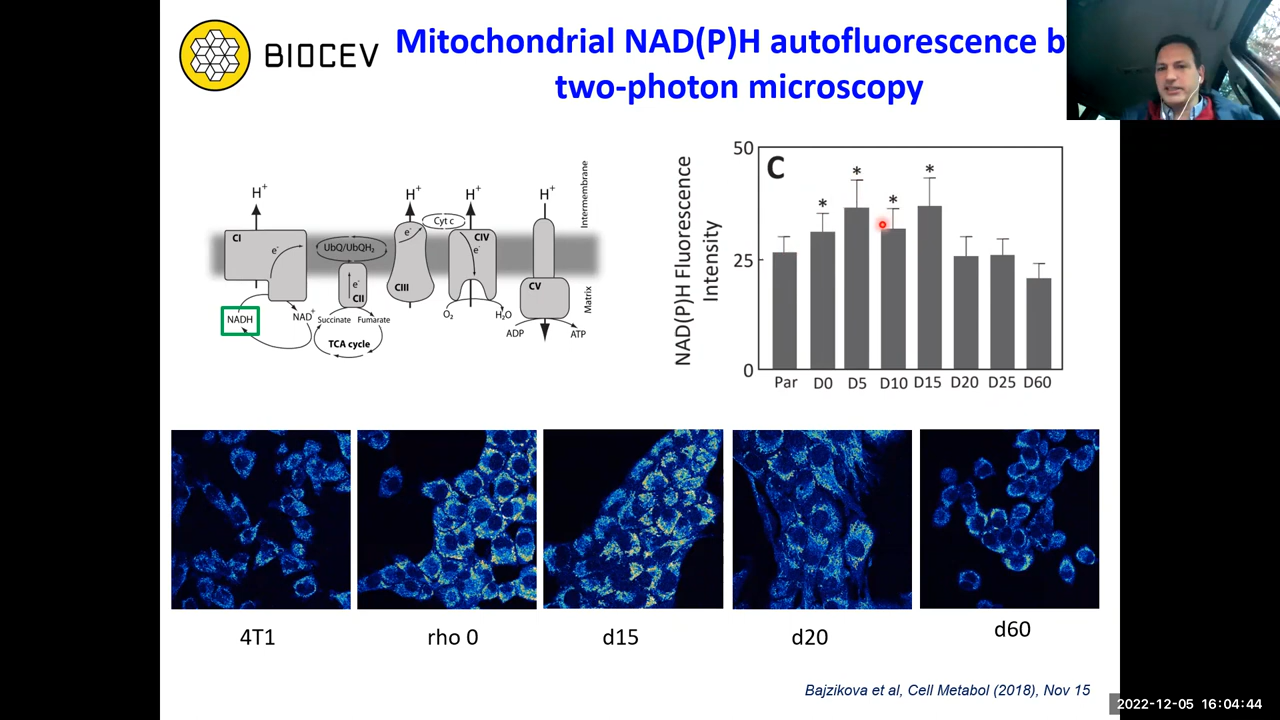 BIOCEV
Mitochondrial NAD(P)H autofluorescence b
two-photon microscopy
H+
H+
H+
H+
Intermembrane
Matrix
CI
e-
UbQ/UbQH2
e-
CII
e-
CIII
Cyt c
CIV
e-
CV
NADH
NAD+
Succinate
Fumarate
TCA cycle
O2
H2O
ADP
ATP
NAD(P)H Fluorescence
Intensity
50
25
0
C
*
*
*
*
Par D0 D5 D10 D15 D20 D25 D60
4T1
rho 0
d15
d20
d60
Bajzikova et al, Cell Metabol (2018), Nov 15
2022-12-05 16:04:44